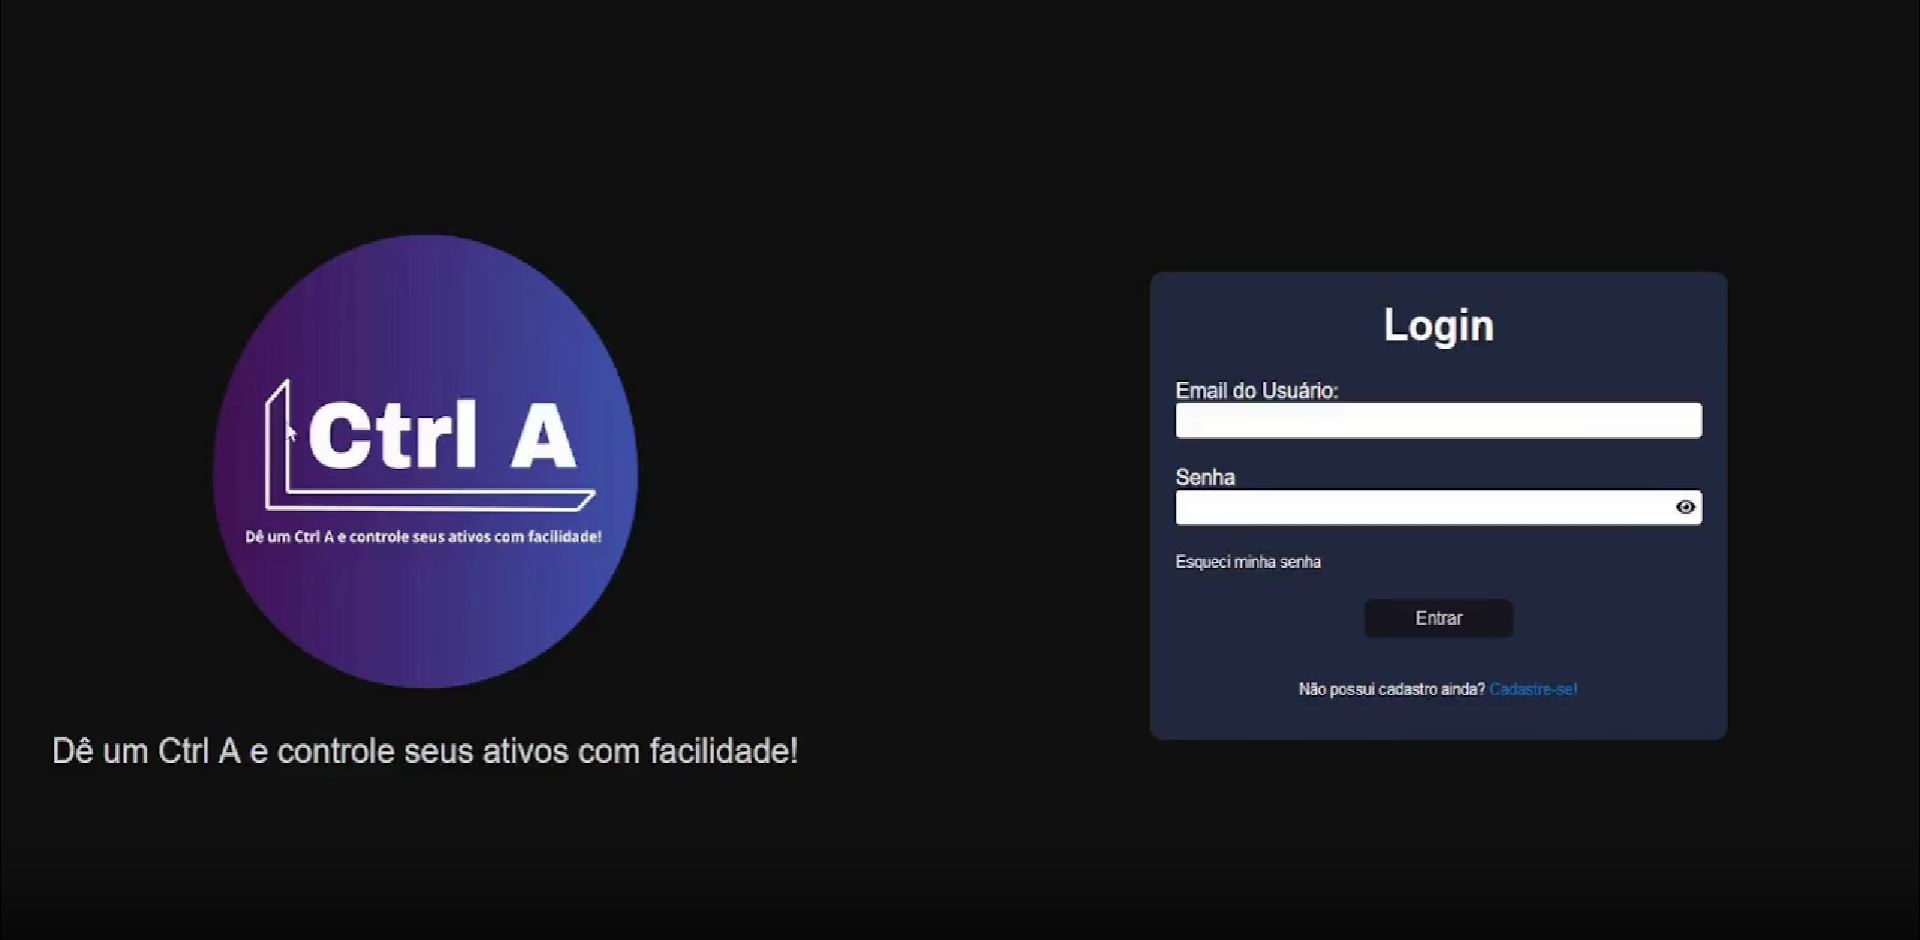 Ctrl A
Dê um Ctrl A e controle seus ativos com facilidade!
Dê um Ctrl A e controle seus ativos com facilidade!
Login
Email do Usuário:
Senha
Esqueci minha senha
Entrar
Não possui cadastro ainda? Cadastre-se!